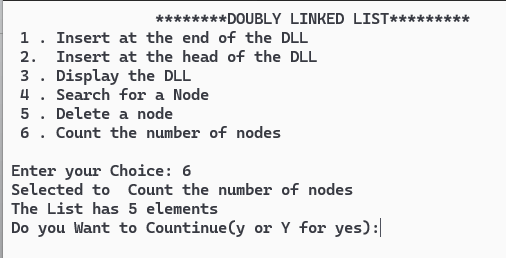 ********DOUBLY LINKED LIST*********
1 . Insert at the end of the DLL
2.  Insert at the head of the DLL
3 . Display the DLL
4 . Search for a Node
5 . Delete a node
6 . Count the number of nodes
Enter your Choice: 6
Selected to  Count the number of nodes
The List has 5 elements
Do you Want to Countinue(y or Y for yes):